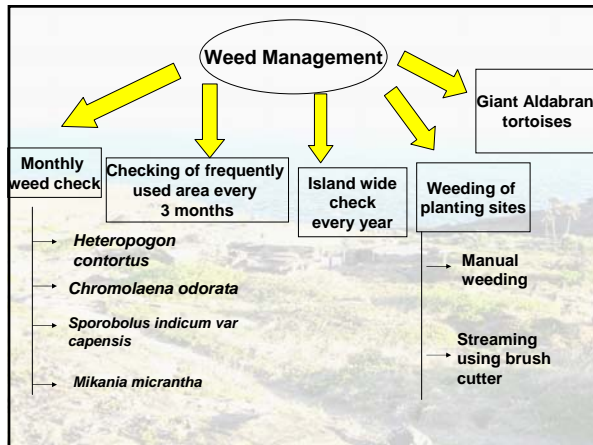 Weed Management
Giant Aldabran
tortoises
Monthly
weed check
Checking of frequently
used area every
3 months
Island wide
check
every year
Weeding of
planting sites
Heteropogon
contortus
Chromolaena odorata
Sporobolus indicum var
capensis
Mikania micrantha
Manual
weeding
Streaming
using brush
cutter